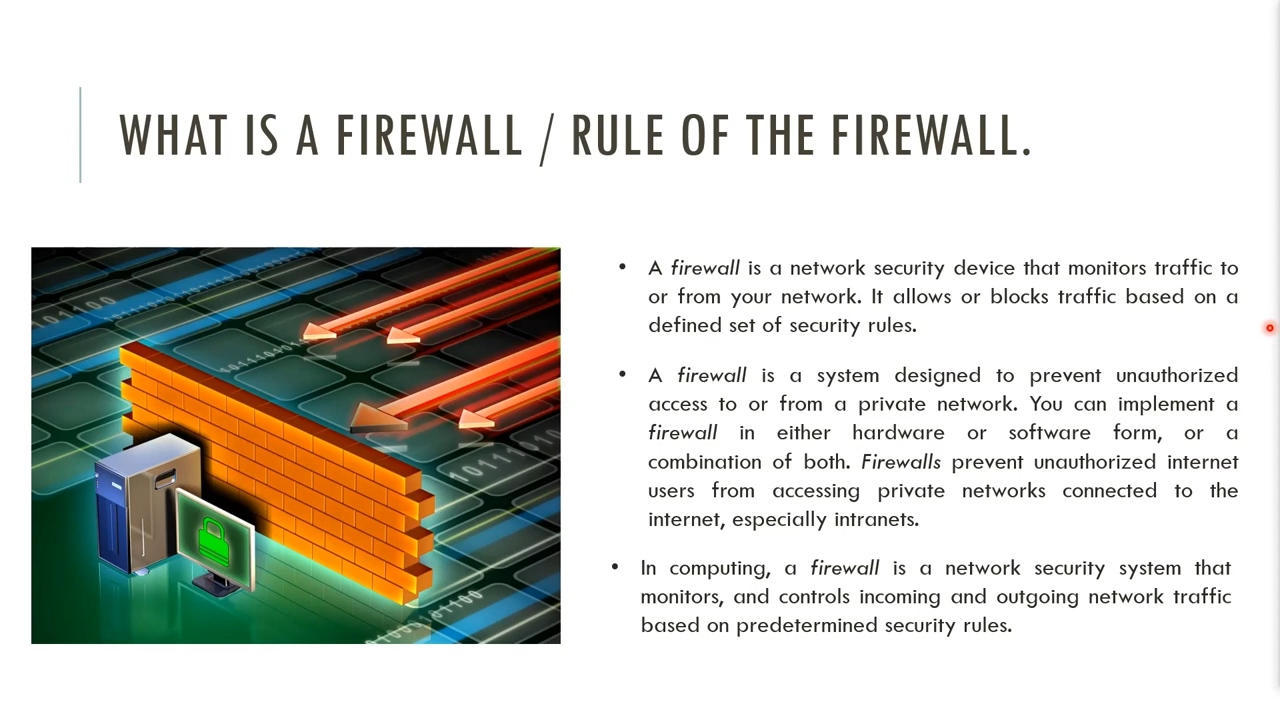 WHAT IS A FIREWALL / RULE OF THE FIREWALL.
• A firewall is a network security device that monitors traffic to
or from your network. It allows or blocks traffic based on a
defined set of security rules.
• A firewall is a system designed to prevent unauthorized
access to or from a private network. You can implement a
firewall in either hardware or software form, or a
combination of both. Firewalls prevent unauthorized internet
users from accessing private networks connected to the
internet, especially intranets.
• In computing, a firewall is a network security system that
monitors, and controls incoming and outgoing network traffic
based on predetermined security rules.